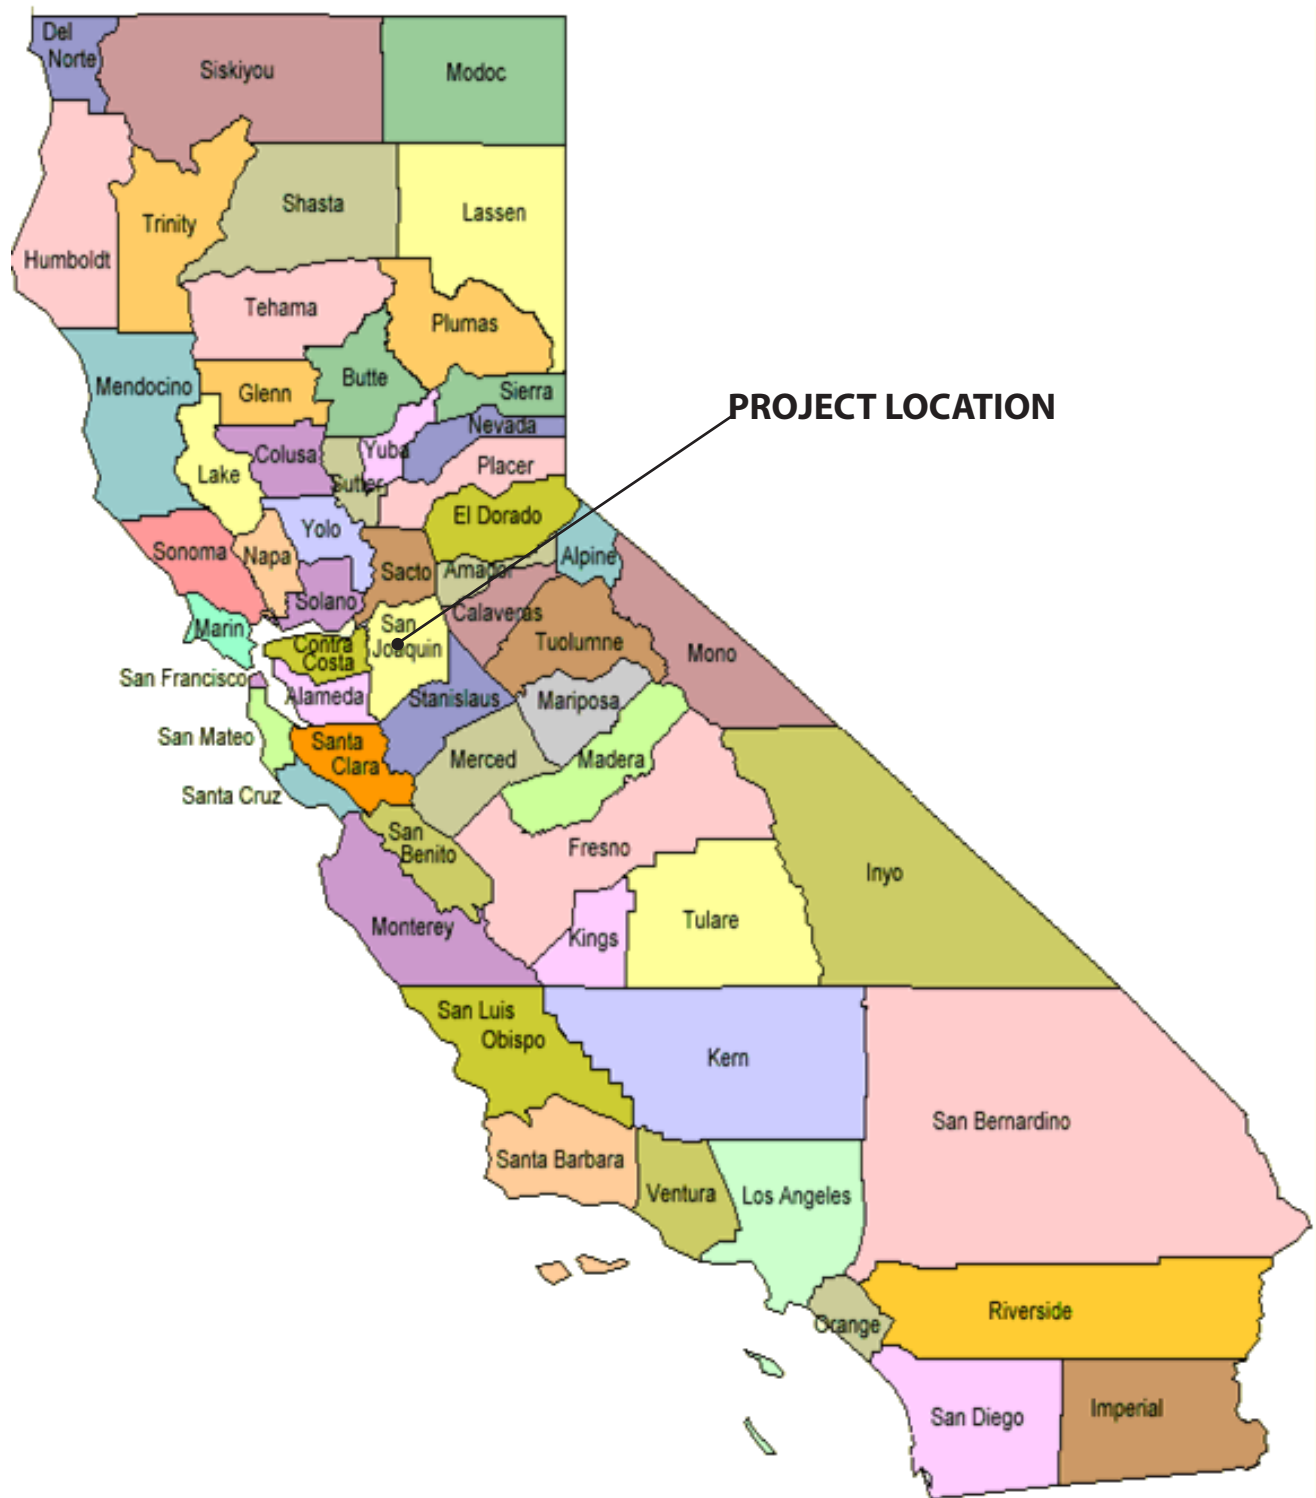 Del
Norte
Siskiyou
Modoc
Shasta
Lassen
Trinity
Humboldt
Tehama
Plumas
Mendocino
Glenn
Butte
Sierra
PROJECT LOCATION
Nevada
Colusa
Yuba
Placer
Lake
Sutter
El Dorado
Yolo
Sonoma
Napa
Sacto
Amador
Alpine
Solano
Calaveras
Marin
San
Joaquin
Contra
Costa
Tuolumne
Mono
San Francisco
Alameda
Stanislaus
Mariposa
San Mateo
Santa
Clara
Merced
Madera
Santa Cruz
San
Benito
Fresno
Inyo
Monterey
Kings
Tulare
San Luis
Obispo
Kern
San Bernardino
Santa Barbara
Ventura
Los Angeles
Orange
Riverside
San Diego
Imperial